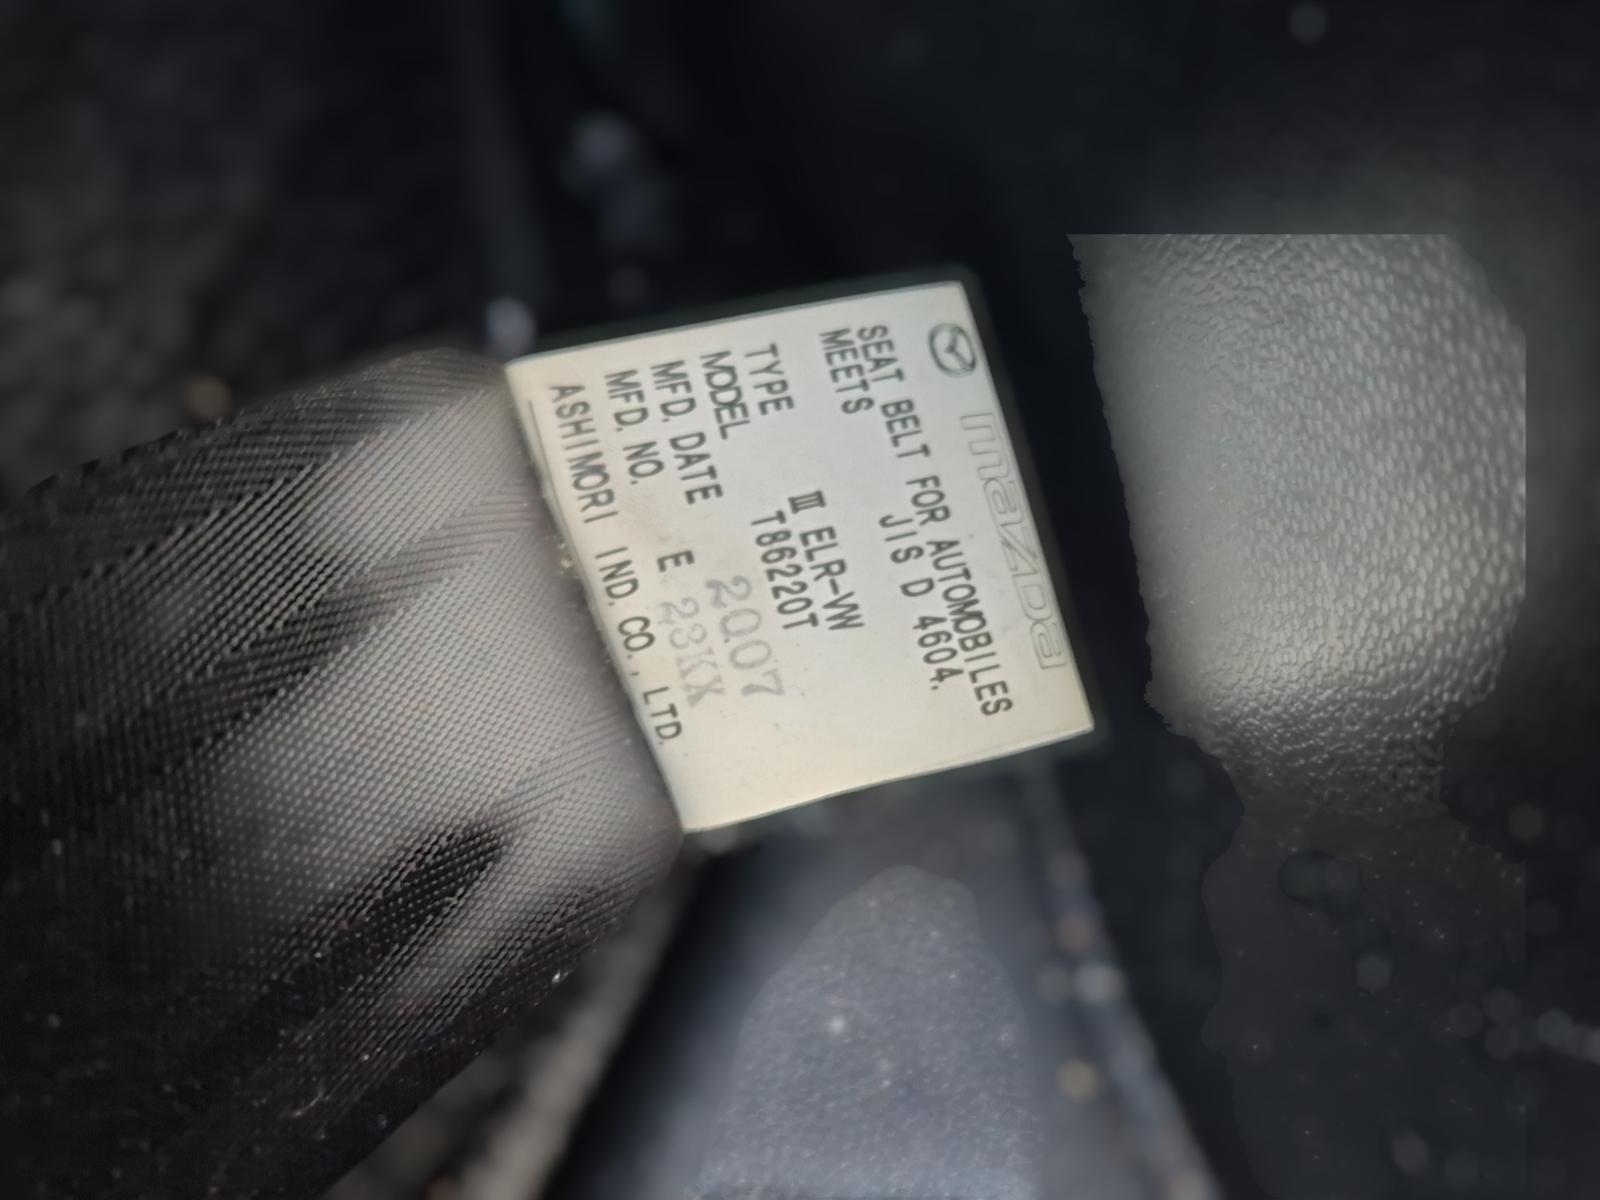 mazda
SEAT BELT FOR AUTOMOBILES
MEETS JIS D 4604.
TYPE Ⅲ ELR-VW
MODEL T86220T
MFD. DATE 2007
MFD. NO. E 23KX
ASHIMORI IND. CO., LTD.